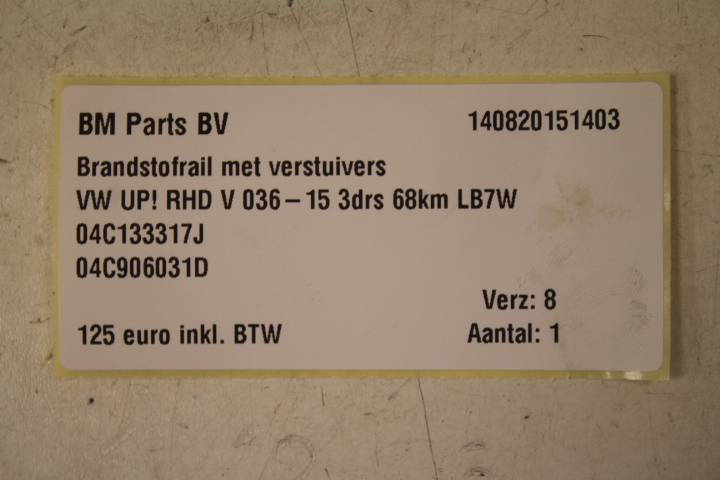 BM Parts BV 140820151403
Brandstofrail met verstuivers
VW UP! RHD V 036-15 3drs 68km LB7W
04C133317J
04C906031D
Verz: 8
125 euro inkl. BTW Aantal: 1